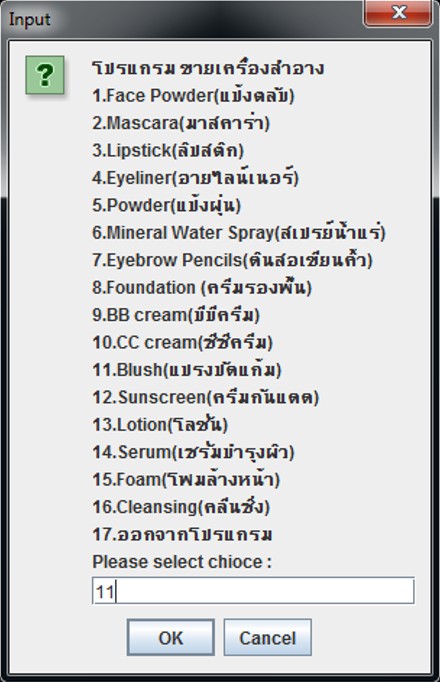 Input
โปรแกรม ขายเครื่องสำอาง
1.Face Powder(แป้งตลับ)
2.Mascara(มาสคาร่า)
3.Lipstick(ลิปสติก)
4.Eyeliner(อายไลน์เนอร์)
5.Powder(แป้งฝุ่น)
6.Mineral Water Spray(สเปรย์น้ำแร่)
7.Eyebrow Pencils(ดินสอเขียนคิ้ว)
8.Foundation (ครีมรองพื้น)
9.BB cream(บีบีครีม)
10.CC cream(ซีซีครีม)
11.Blush(แปรงปัดแก้ม)
12.Sunscreen(ครีมกันแดด)
13.Lotion(โลชั่น)
14.Serum(เซรั่มบำรุงผิว)
15.Foam(โฟมล้างหน้า)
16.Cleansing(คลีนซิ่ง)
17.ออกจากโปรแกรม
Please select chioce :
11
OK Cancel